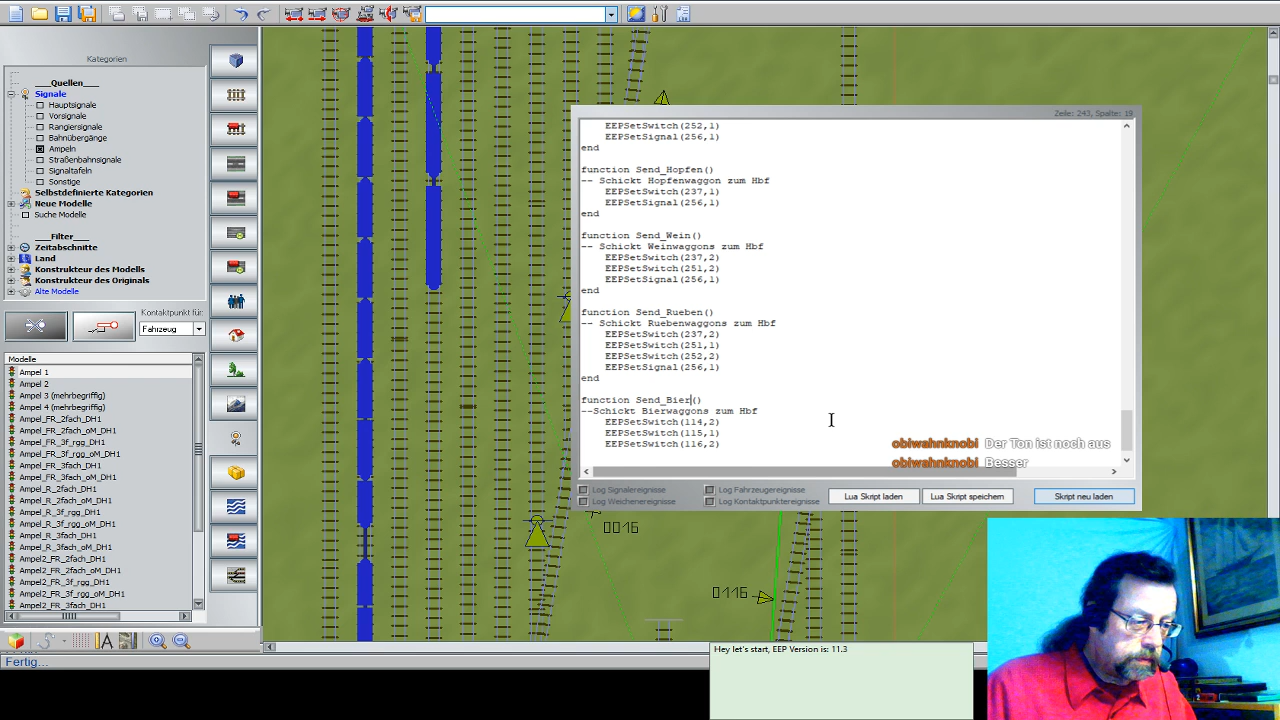 Kategorien
___Quellen___
Signale
Hauptsignale
Vorsignale
Rangiersignale
Bahnübergänge
Ampeln
Straßenbahnsignale
Signaltafeln
Sonstige
Selbstdefinierte Kategorien
Neue Modelle
Suche Modelle
___Filter___
Zeitabschnitte
Land
Konstrukteure des Modells
Konstrukteure des Originals
Alte Modelle
Kontaktpunkt für:
Fahrzeug
Modelle
Ampel 1
Ampel 2
Ampel 3 (mehrbegriffig)
Ampel 4 (mehrbegriffig)
Ampel_FR_2fach_DH1
Ampel_FR_2fach_oM_DH1
Ampel_FR_3f_rgg_DH1
Ampel_FR_3f_rgg_oM_DH1
Ampel_FR_3fach_DH1
Ampel_FR_3fach_oM_DH1
Ampel_R_2fach_DH1
Ampel_R_2fach_oM_DH1
Ampel_R_3f_rgg_DH1
Ampel_R_3f_rgg_oM_DH1
Ampel_R_3fach_DH1
Ampel_R_3fach_oM_DH1
Ampel2_FR_2fach_DH1
Ampel2_FR_2fach_oM_DH1
Ampel2_FR_3f_rgg_DH1
Ampel2_FR_3f_rgg_oM_DH1
Ampel2_FR_3fach_DH1
Fertig...
Zeile: 243, Spalte: 19
EEPSetSwitch(252,1)
EEPSetSignal(256,1)
end
function Send_Hopfen()
-- Schickt Hopfenwaggon zum Hbf
EEPSetSwitch(237,1)
EEPSetSignal(256,1)
end
function Send_Wein()
-- Schickt Weinwaggons zum Hbf
EEPSetSwitch(237,2)
EEPSetSwitch(251,2)
EEPSetSignal(256,1)
end
function Send_Rueben()
-- Schickt Ruebenwaggons zum Hbf
EEPSetSwitch(237,2)
EEPSetSwitch(251,1)
EEPSetSwitch(252,2)
EEPSetSignal(256,1)
end
function Send_Bier()
--Schickt Bierwaggons zum Hbf
EEPSetSwitch(114,2)
EEPSetSwitch(115,1)
EEPSetSwitch(116,2)
obiwahnknobi Der Ton ist noch aus
obiwahnknobi Besser
Log Signalereignisse
Log Fahrzeugereignisse
Log Weichenereignisse
Log Kontaktpunktereignisse
Lua Skript laden
Lua Skript speichern
Skript neu laden
0016
0116
Hey let's start, EEP Version is: 11.3